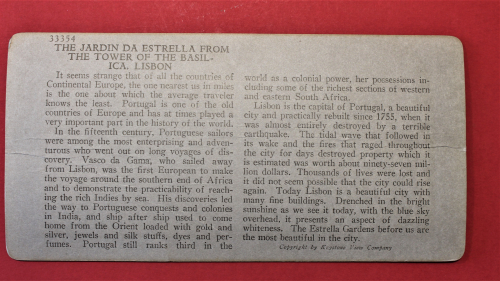 33354
THE JARDIN DA ESTRELLA FROM
THE TOWER OF THE BASIL-
ICA. LISBON
It seems strange that of all the countries of
Continental Europe, the one nearest us in miles
is the one about which the average traveler
knows the least. Portugal is one of the old
countries of Europe and has at times played a
very important part in the history of the world.
In the fifteenth century, Portuguese sailors
were among the most enterprising and adven-
turous who went out on long voyages of dis-
covery. Vasco da Gama, who sailed away
from Lisbon, was the first European to make
the voyage around the southern end of Africa
and to demonstrate the practicability of reach-
ing the rich Indies by sea. His discoveries led
the way to Portuguese conquests and colonies
in India, and ship after ship used to come
home from the Orient loaded with gold and
silver, jewels and silk stuffs, dyes and per-
fumes. Portugal still ranks third in the
world as a colonial power, her possessions in-
cluding some of the richest sections of western
and eastern South Africa.
Lisbon is the capital of Portugal, a beautiful
city and practically rebuilt since 1755, when it
was almost entirely destroyed by a terrible
earthquake. The tidal wave that followed in
its wake and the fires that raged throughout
the city for days destroyed property which it
is estimated was worth about ninety-seven mil-
lion dollars. Thousands of lives were lost and
it did not seem possible that the city could rise
again. Today Lisbon is a beautiful city with
many fine buildings. Drenched in the bright
sunshine as we see it today, with the blue sky
overhead, it presents an aspect of dazzling
whiteness. The Estrella Gardens before us are
the most beautiful in the city.
Copyright by Keystone View Company